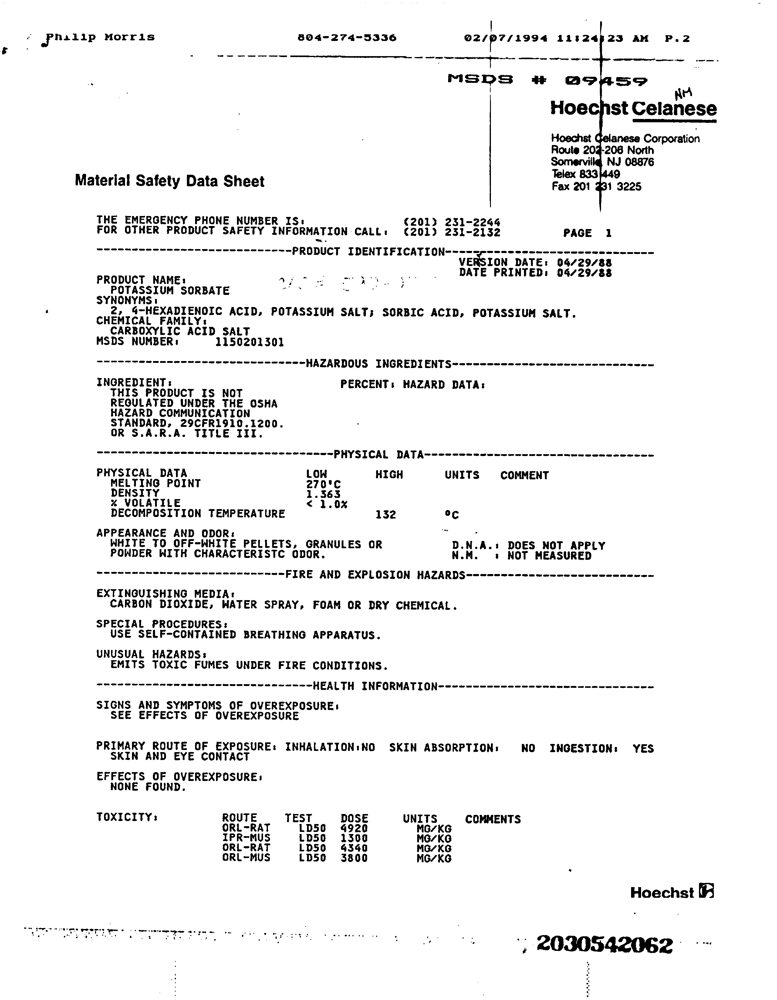 Philip Morris 804-274-5336 02/07/1994 11:24:23 AM P.2
MSDS # 09459
NM
Hoechst Celanese
Hoechst Celanese Corporation
Route 202-206 North
Somerville NJ 08876
Telex 833 449
Fax 201 231 3225
Material Safety Data Sheet
THE EMERGENCY PHONE NUMBER IS: (201) 231-2244
FOR OTHER PRODUCT SAFETY INFORMATION CALL: (201) 231-2132 PAGE 1
----------------------------PRODUCT IDENTIFICATION------------------------------
VERSION DATE: 04/29/88
DATE PRINTED: 04/29/88
PRODUCT NAME:
POTASSIUM SORBATE
SYNONYMS:
2, 4-HEXADIENOIC ACID, POTASSIUM SALT; SORBIC ACID, POTASSIUM SALT.
CHEMICAL FAMILY:
CARBOXYLIC ACID SALT
MSDS NUMBER: 1150201301
------------------------------HAZARDOUS INGREDIENTS-----------------------------
INGREDIENT: PERCENT: HAZARD DATA:
THIS PRODUCT IS NOT
REGULATED UNDER THE OSHA
HAZARD COMMUNICATION
STANDARD, 29CFR1910.1200.
OR S.A.R.A. TITLE III.
----------------------------------PHYSICAL DATA---------------------------------
PHYSICAL DATA LOW HIGH UNITS COMMENT
MELTING POINT 270°C
DENSITY 1.363
% VOLATILE < 1.0%
DECOMPOSITION TEMPERATURE 132 °C
APPEARANCE AND ODOR:
WHITE TO OFF-WHITE PELLETS, GRANULES OR D.N.A.: DOES NOT APPLY
POWDER WITH CHARACTERISTC ODOR. N.M. : NOT MEASURED
---------------------------FIRE AND EXPLOSION HAZARDS---------------------------
EXTINGUISHING MEDIA:
CARBON DIOXIDE, WATER SPRAY, FOAM OR DRY CHEMICAL.
SPECIAL PROCEDURES:
USE SELF-CONTAINED BREATHING APPARATUS.
UNUSUAL HAZARDS:
EMITS TOXIC FUMES UNDER FIRE CONDITIONS.
-------------------------------HEALTH INFORMATION-------------------------------
SIGNS AND SYMPTOMS OF OVEREXPOSURE:
SEE EFFECTS OF OVEREXPOSURE
PRIMARY ROUTE OF EXPOSURE: INHALATION:NO SKIN ABSORPTION: NO INGESTION: YES
SKIN AND EYE CONTACT
EFFECTS OF OVEREXPOSURE:
NONE FOUND.
TOXICITY: ROUTE TEST DOSE UNITS COMMENTS
ORL-RAT LD50 4920 MG/KG
IPR-MUS LD50 1300 MG/KG
ORL-RAT LD50 4340 MG/KG
ORL-MUS LD50 3800 MG/KG
Hoechst
2030542062